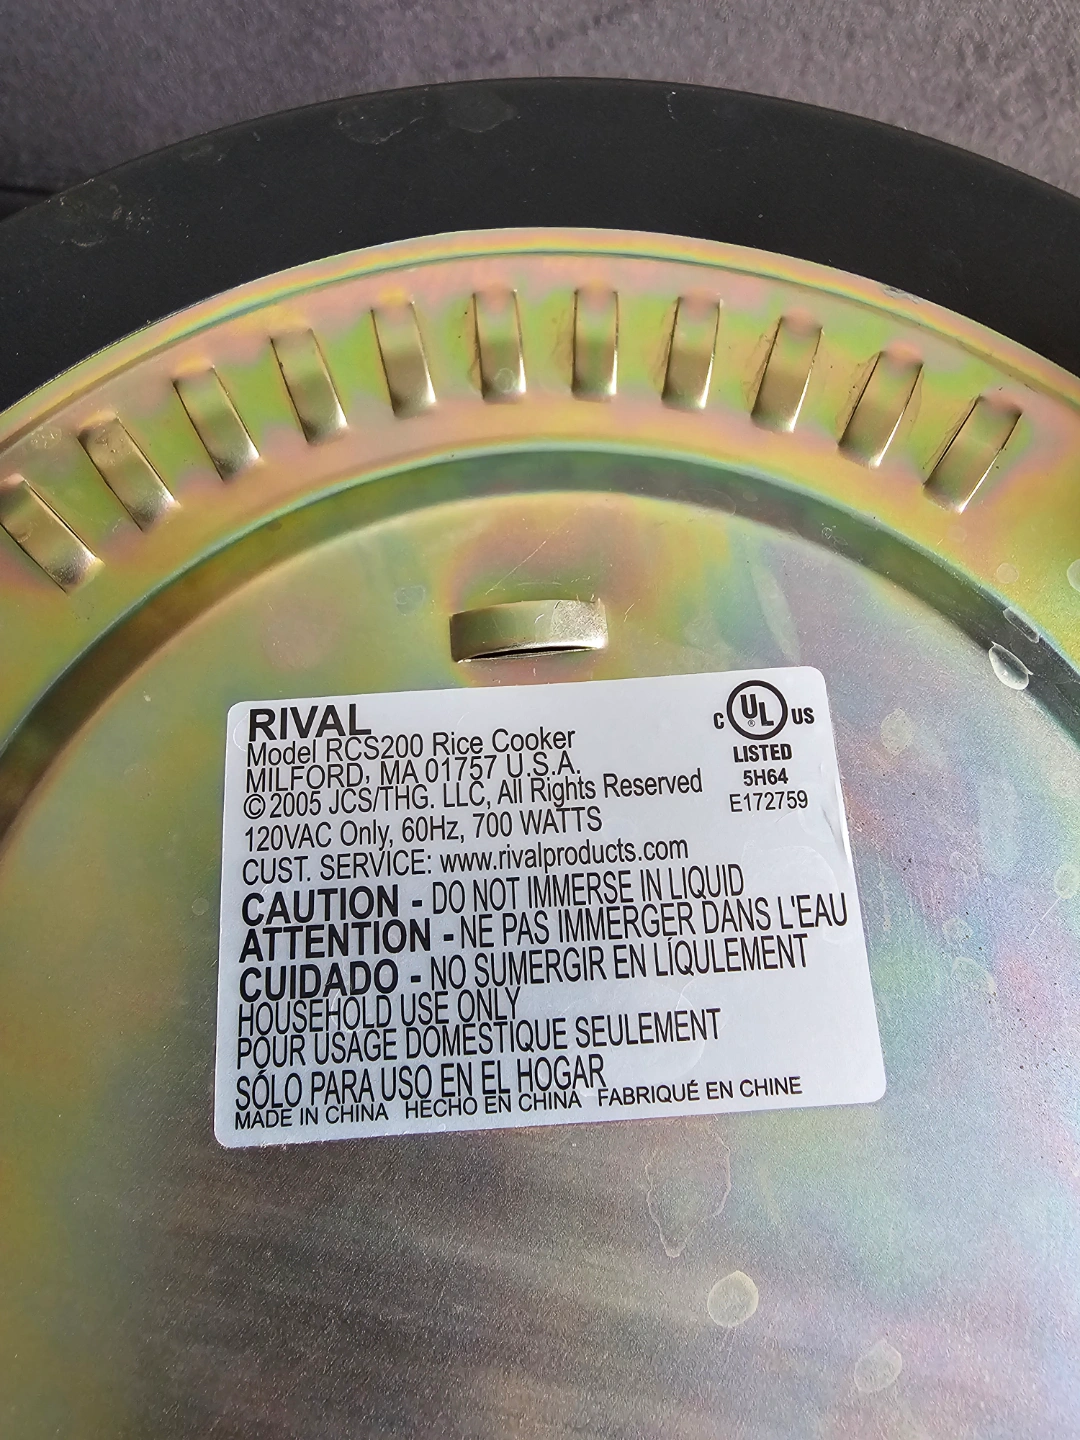 RIVAL
Model RCS200 Rice Cooker
MILFORD, MA 01757 U.S.A.
© 2005 JCS/THG. LLC, All Rights Reserved
120VAC Only, 60Hz, 700 WATTS
CUST. SERVICE: www.rivalproducts.com
C UL ® US
LISTED
5H64
E172759
CAUTION - DO NOT IMMERSE IN LIQUID
ATTENTION - NE PAS IMMERGER DANS L'EAU
CUIDADO - NO SUMERGIR EN LÍQULEMENT
HOUSEHOLD USE ONLY
POUR USAGE DOMESTIQUE SEULEMENT
SÓLO PARA USO EN EL HOGAR
MADE IN CHINA HECHO EN CHINA FABRIQUÉ EN CHINE